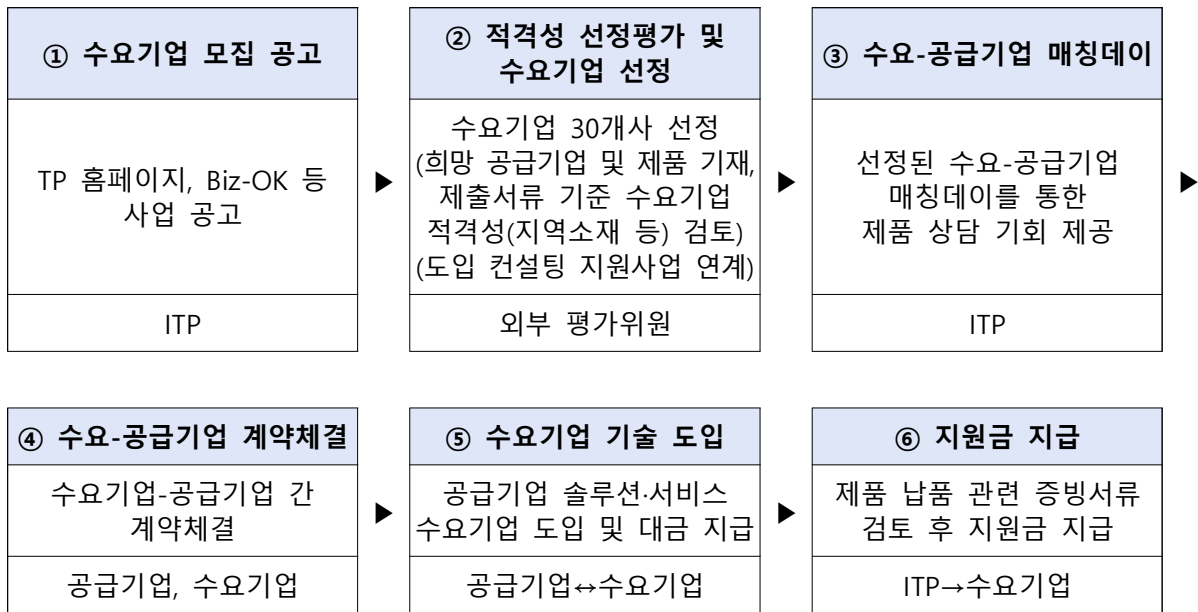 ① 수요기업 모집 공고
TP 홈페이지, Biz-OK 등
사업 공고
ITP
▶
② 적격성 선정평가 및
수요기업 선정
수요기업 30개사 선정
(희망 공급기업 및 제품 기재,
제출서류 기준 수요기업
적격성(지역소재 등) 검토)
(도입 컨설팅 지원사업 연계)
외부 평가위원
▶
③ 수요-공급기업 매칭데이
선정된 수요-공급기업
매칭데이를 통한
제품 상담 기회 제공
ITP
▶
④ 수요-공급기업 계약체결
수요기업-공급기업 간
계약체결
공급기업, 수요기업
▶
⑤ 수요기업 기술 도입
공급기업 솔루션·서비스
수요기업 도입 및 대금 지급
공급기업↔수요기업
▶
⑥ 지원금 지급
제품 납품 관련 증빙서류
검토 후 지원금 지급
ITP→수요기업